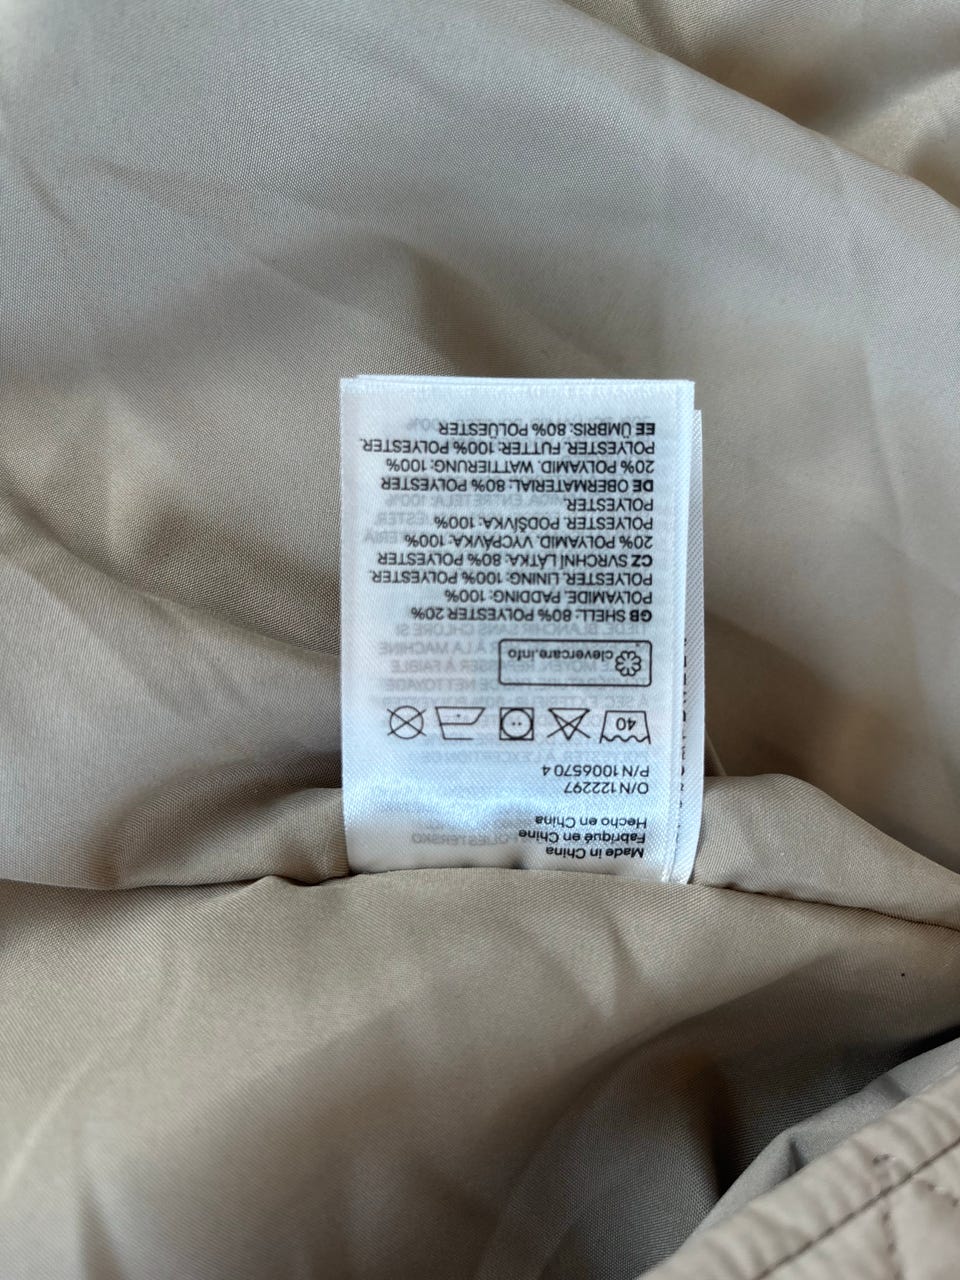 Made in China
Fabriqué en Chine
Hecho en China
O/N 122297
P/N 1006570 4
40
clevercare.info
GB SHELL: 80% POLYESTER 20%
POLYAMIDE. PADDING: 100%
POLYESTER. LINING: 100% POLYESTER
CZ SVRCHNÍ LÁTKA: 80% POLYESTER
20% POLYAMID. VÝCPÁVKA: 100%
POLYESTER. PODŠÍVKA: 100%
POLYESTER.
DE OBERMATERIAL: 80% POLYESTER
20% POLYAMID. WATTIERUNG: 100%
POLYESTER. FUTTER: 100% POLYESTER.
EE ÜMBRIS: 80% POLÜESTER